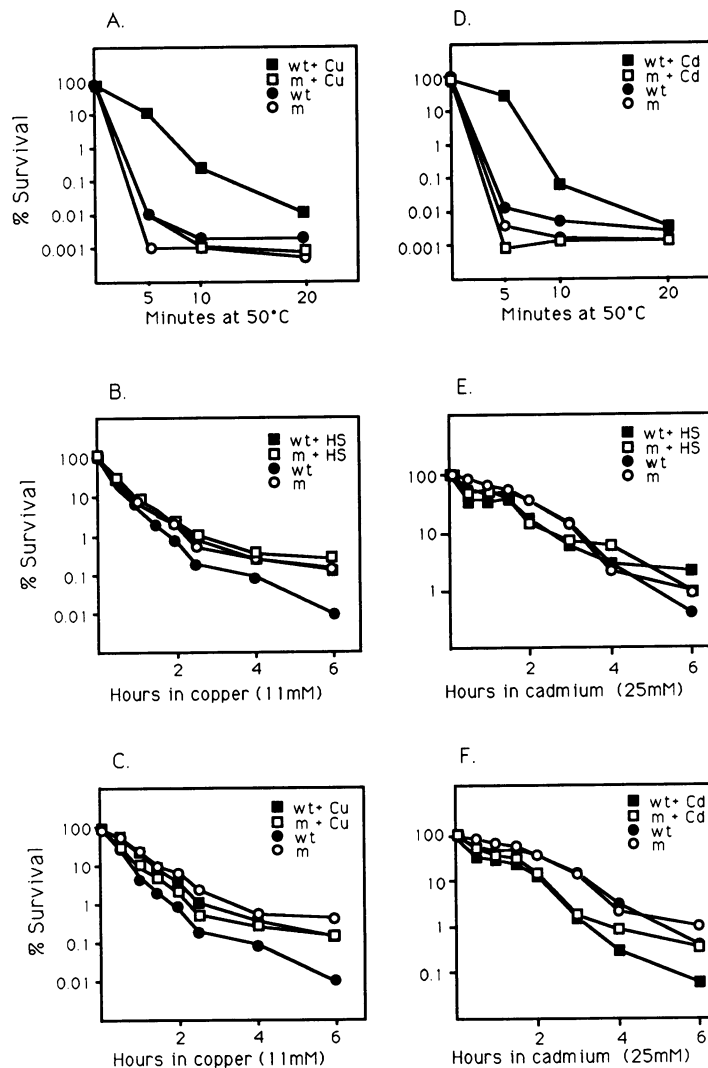 A.
% Survival
100
10
1
0.1
0.01
0.001
wt+ Cu
m + Cu
wt
m
5 10 20
Minutes at 50°C
D.
100
10
1
0.1
0.01
0.001
wt+ Cd
m + Cd
wt
m
5 10 20
Minutes at 50°C
B.
% Survival
100
10
1
0.1
0.01
wt+ HS
m + HS
wt
m
2 4 6
Hours in copper (11mM)
E.
100
10
1
wt+ HS
m + HS
wt
m
2 4 6
Hours in cadmium (25mM)
C.
% Survival
100
10
1
0.1
0.01
wt+ Cu
m + Cu
wt
m
2 4 6
Hours in copper (11mM)
F.
100
10
1
0.1
wt+ Cd
m + Cd
wt
m
2 4 6
Hours in cadmium (25mM)